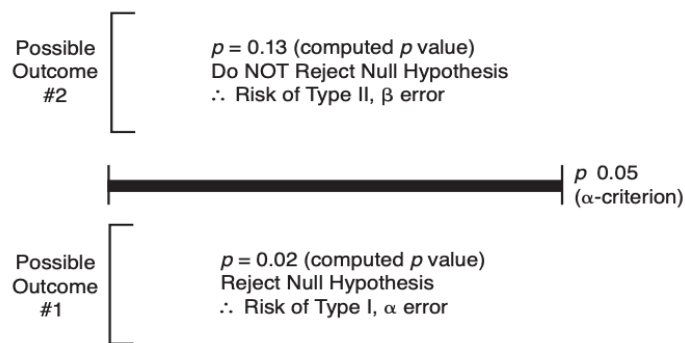 Possible
Outcome
#2
p = 0.13 (computed p value)
Do NOT Reject Null Hypothesis
∴ Risk of Type II, β error
p 0.05
(α-criterion)
Possible
Outcome
#1
p = 0.02 (computed p value)
Reject Null Hypothesis
∴ Risk of Type I, α error